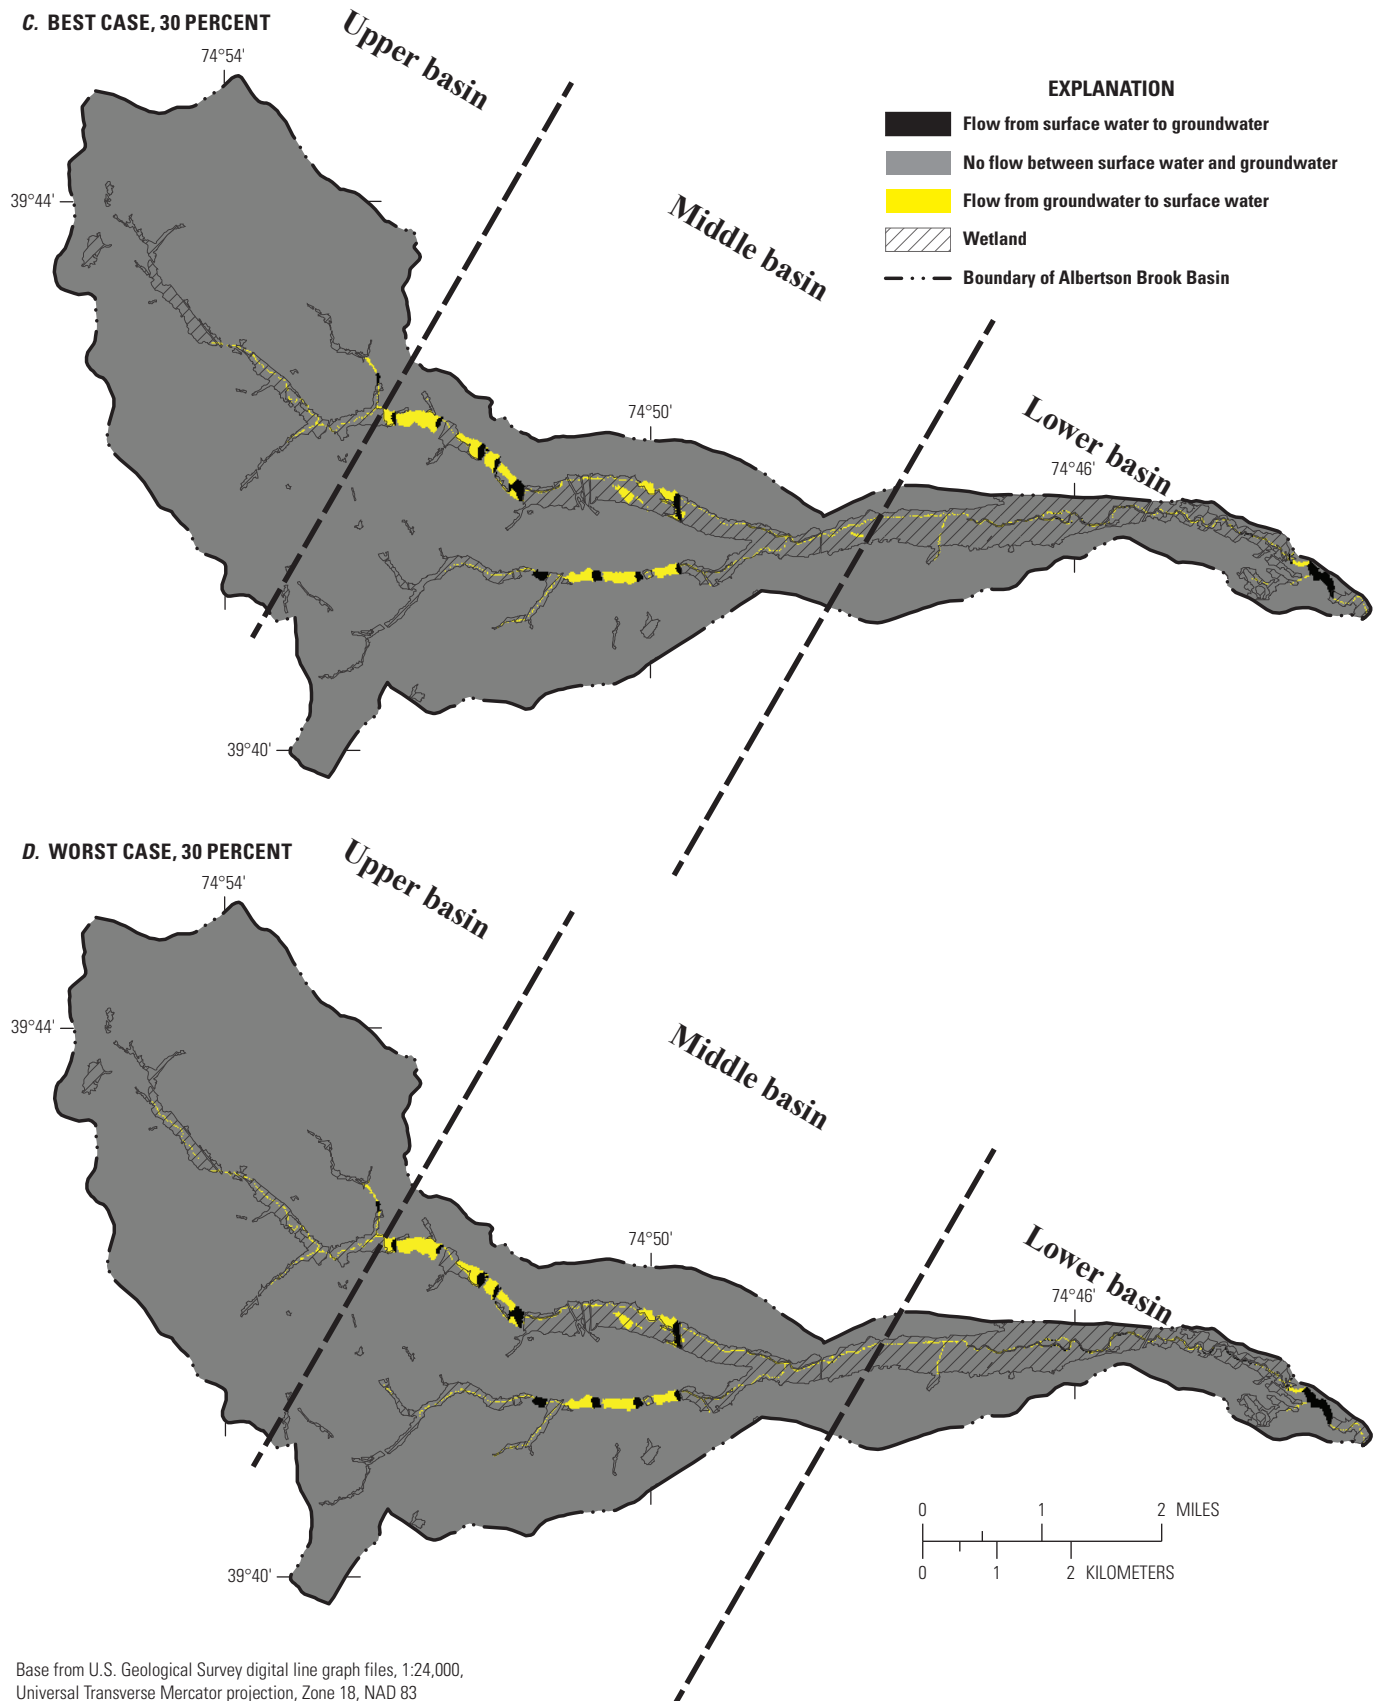 C. BEST CASE, 30 PERCENT
Upper basin
74°54'
EXPLANATION
Flow from surface water to groundwater
No flow between surface water and groundwater
Flow from groundwater to surface water
Wetland
Boundary of Albertson Brook Basin
39°44'
Middle basin
74°50'
Lower basin
74°46'
39°40'
D. WORST CASE, 30 PERCENT
Upper basin
74°54'
39°44'
Middle basin
74°50'
Lower basin
74°46'
0 1 2 MILES
0 1 2 KILOMETERS
39°40'
Base from U.S. Geological Survey digital line graph files, 1:24,000,
Universal Transverse Mercator projection, Zone 18, NAD 83